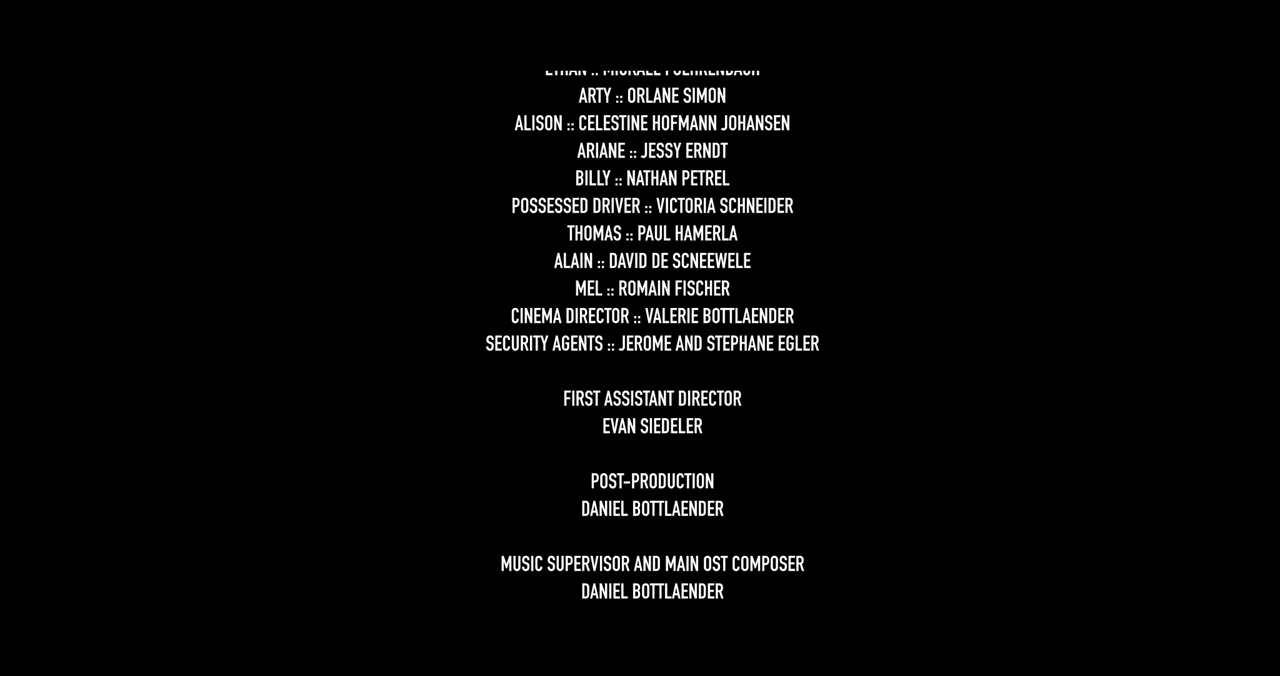 ARTY :: ORLANE SIMON
ALISON :: CELESTINE HOFMANN JOHANSEN
ARIANE :: JESSY ERNDT
BILLY :: NATHAN PETREL
POSSESSED DRIVER :: VICTORIA SCHNEIDER
THOMAS :: PAUL HAMERLA
ALAIN :: DAVID DE SCNEEWELE
MEL :: ROMAIN FISCHER
CINEMA DIRECTOR :: VALERIE BOTTLAENDER
SECURITY AGENTS :: JEROME AND STEPHANE EGLER
FIRST ASSISTANT DIRECTOR
EVAN SIEDELER
POST-PRODUCTION
DANIEL BOTTLAENDER
MUSIC SUPERVISOR AND MAIN OST COMPOSER
DANIEL BOTTLAENDER